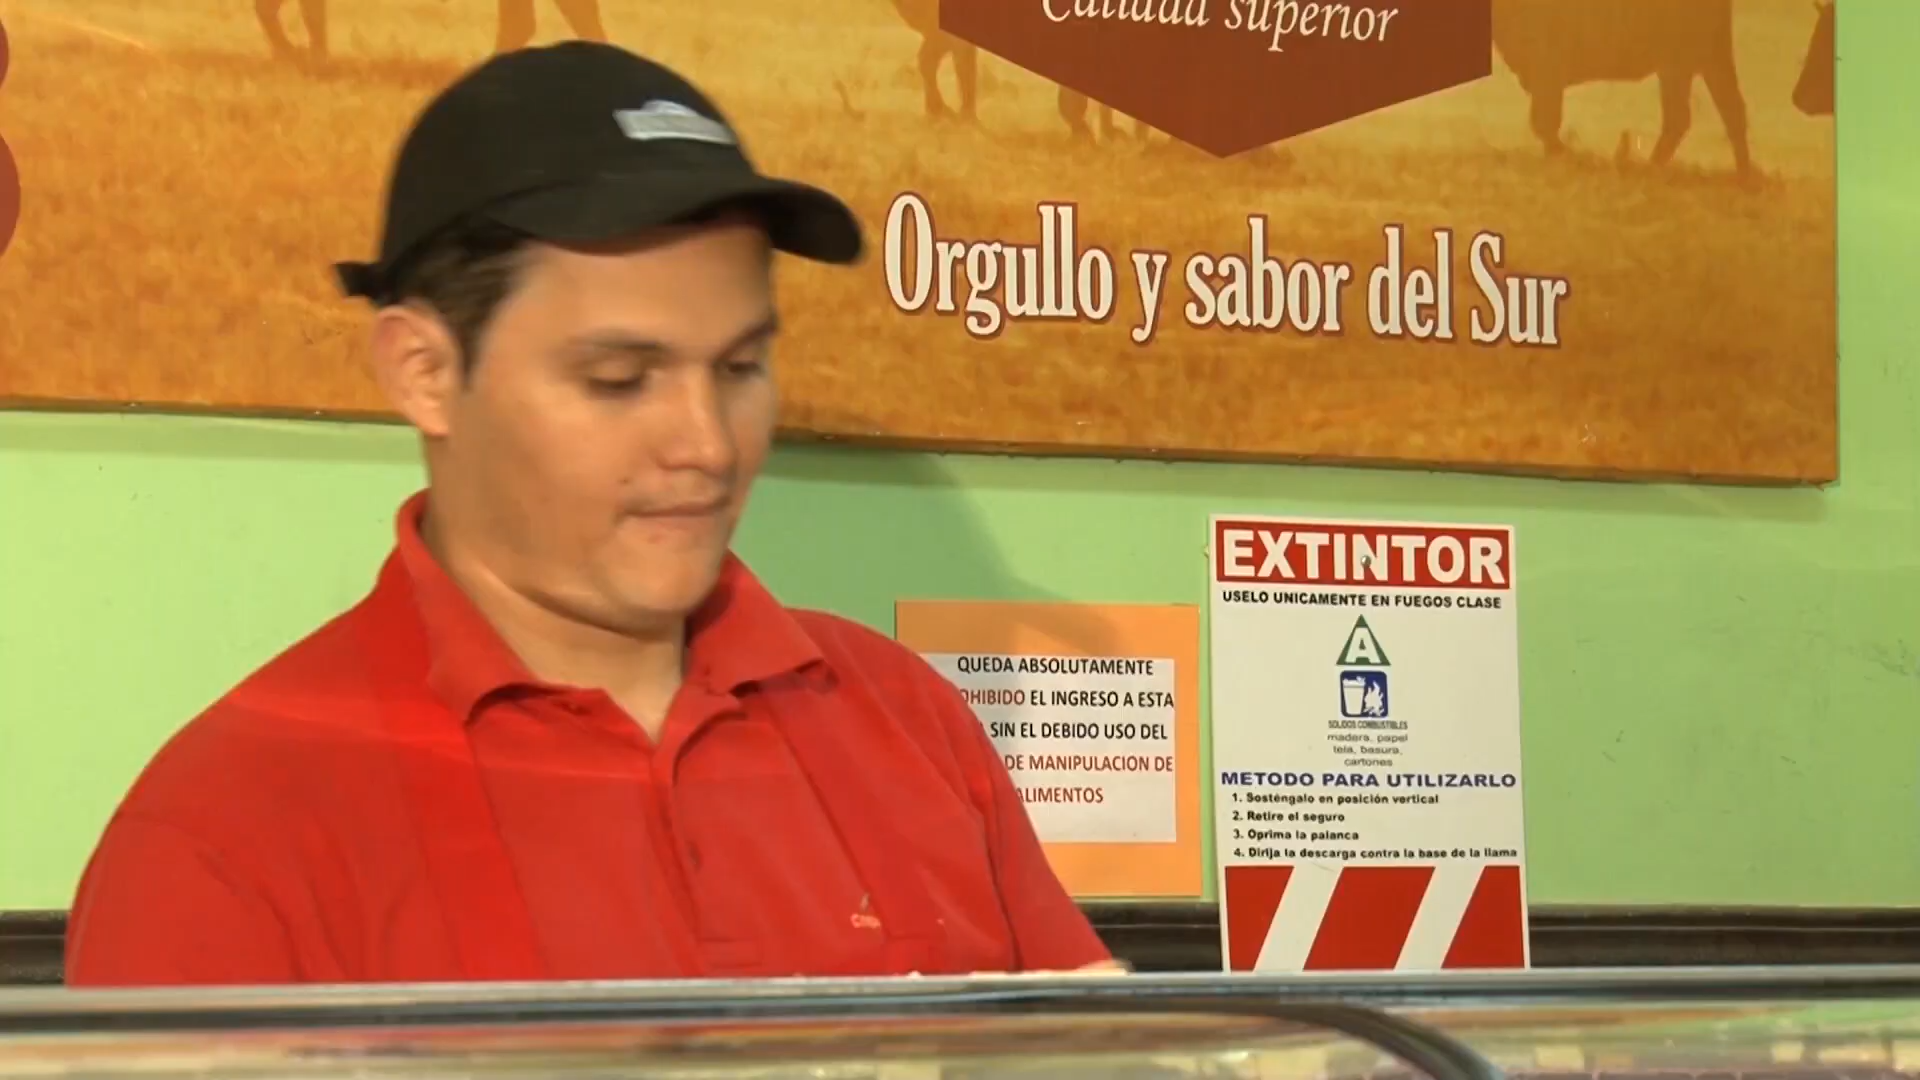 Calidad superior
Orgullo y sabor del Sur
EXTINTOR
USELO UNICAMENTE EN FUEGOS CLASE
A
SOLIDOS COMBUSTIBLES
madera, papel
tela, basura,
cartones
METODO PARA UTILIZARLO
1. Sosténgalo en posición vertical
2. Retire el seguro
3. Oprima la palanca
4. Dirija la descarga contra la base de la llama
QUEDA ABSOLUTAMENTE
OHIBIDO EL INGRESO A ESTA
SIN EL DEBIDO USO DEL
DE MANIPULACION DE
ALIMENTOS